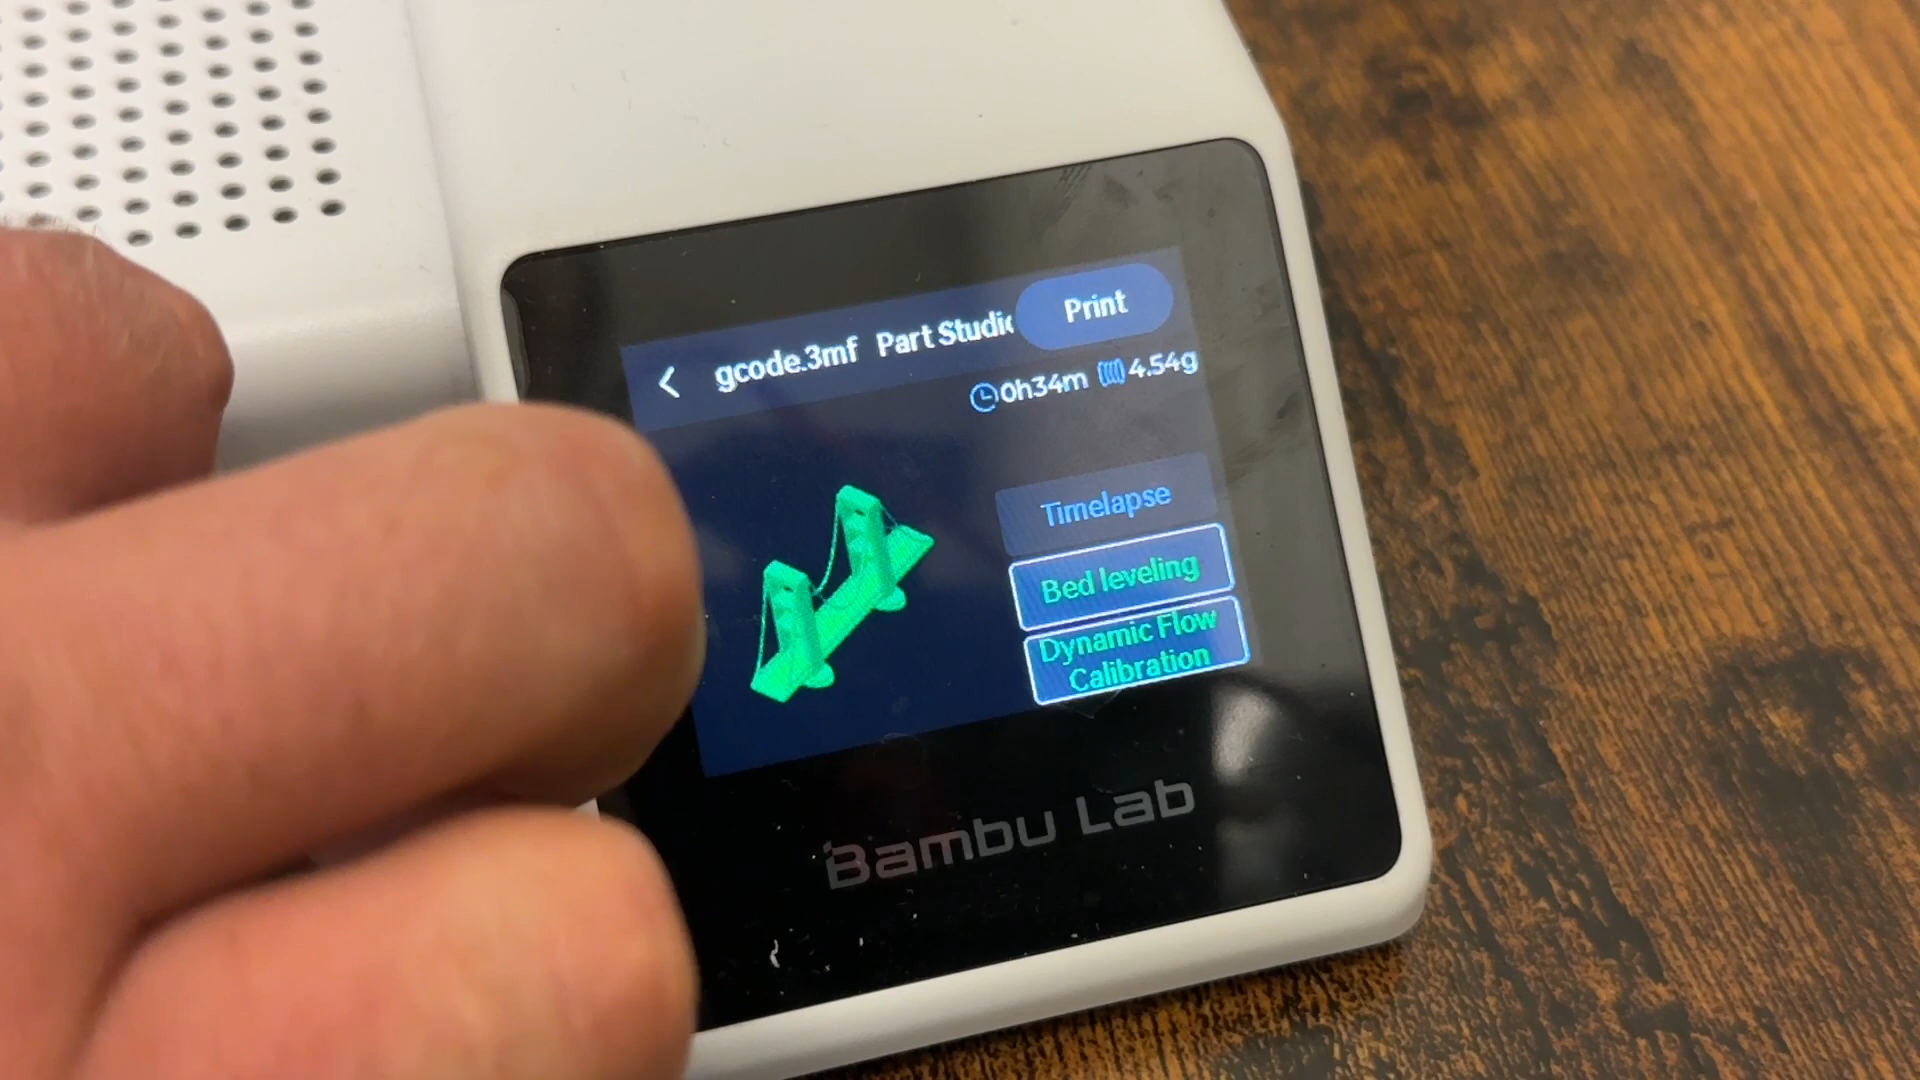 gcode.3mf Part Studi
Print
0h34m 4.54g
Timelapse
Bed leveling
Dynamic Flow
Calibration
Bambu Lab